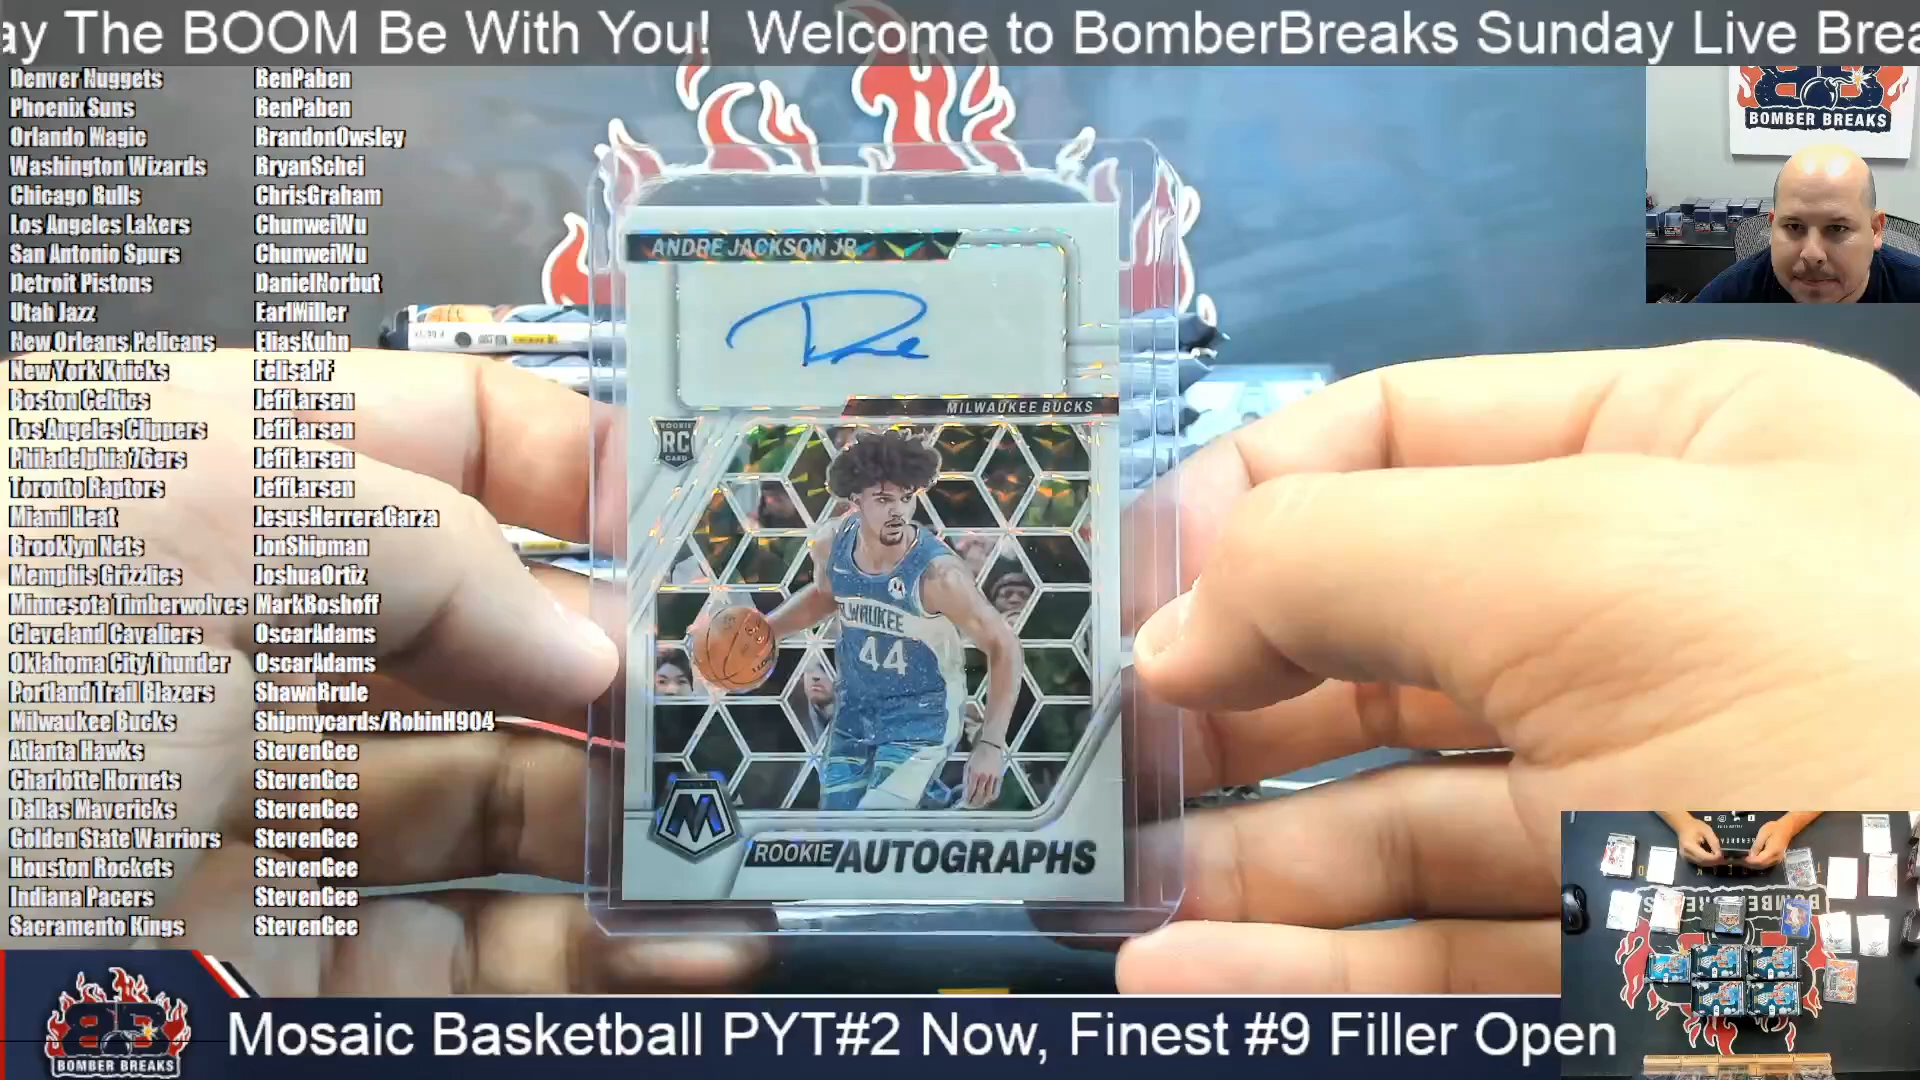 ay The BOOM Be With You! Welcome to BomberBreaks Sunday Live Brea
Denver Nuggets BenPaben
Phoenix Suns BenPaben
Orlando Magic BrandonOwsley
Washington Wizards BryanSchei
Chicago Bulls ChrisGraham
Los Angeles Lakers ChunweiWu
San Antonio Spurs ChunweiWu
Detroit Pistons DanielNorbut
Utah Jazz EarlMiller
New Orleans Pelicans EliasKuhn
New York Knicks FelisaPF
Boston Celtics JeffLarsen
Los Angeles Clippers JeffLarsen
Philadelphia 76ers JeffLarsen
Toronto Raptors JeffLarsen
Miami Heat JesusHerreraGarza
Brooklyn Nets JonShipman
Memphis Grizzlies JoshuaOrtiz
Minnesota Timberwolves MarkBoshoff
Cleveland Cavaliers OscarAdams
Oklahoma City Thunder OscarAdams
Portland Trail Blazers ShawnBrule
Milwaukee Bucks Shipmycards/RobinH904
Atlanta Hawks StevenGee
Charlotte Hornets StevenGee
Dallas Mavericks StevenGee
Golden State Warriors StevenGee
Houston Rockets StevenGee
Indiana Pacers StevenGee
Sacramento Kings StevenGee
ANDRE JACKSON JR.
MILWAUKEE BUCKS
ROOKIE
RC
CARD
MILWAUKEE
44
M
ROOKIE AUTOGRAPHS
BOMBER BREAKS
BOMBER BREAKS
Mosaic Basketball PYT#2 Now, Finest #9 Filler Open